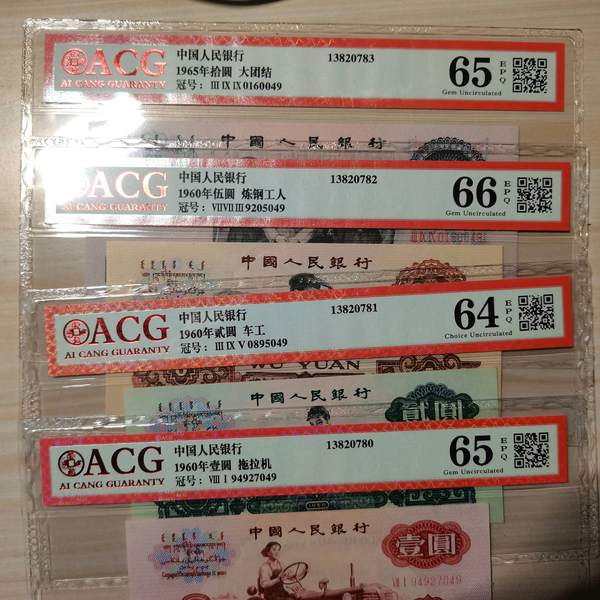 ACG
AI CANG GUARANTY
中国人民银行
1965年拾圆 大团结
冠号: III IX IX 0160049
13820783
65
EPQ
Gem Uncirculated
中國人民銀行
ACG
AI CANG GUARANTY
中国人民银行
1960年伍圆 炼钢工人
冠号: VII VII III 9205049
13820782
66
EPQ
Gem Uncirculated
中國人民銀行
ACG
AI CANG GUARANTY
中国人民银行
1960年贰圆 车工
冠号: III IX V 0895049
13820781
64
EPQ
Choice Uncirculated
WU YUAN
中國人民銀行
貳圓
ACG
AI CANG GUARANTY
中国人民银行
1960年壹圆 拖拉机
冠号: VIII I 94927049
13820780
65
EPQ
Gem Uncirculated
中國人民銀行
壹圓
VIII I 94927049